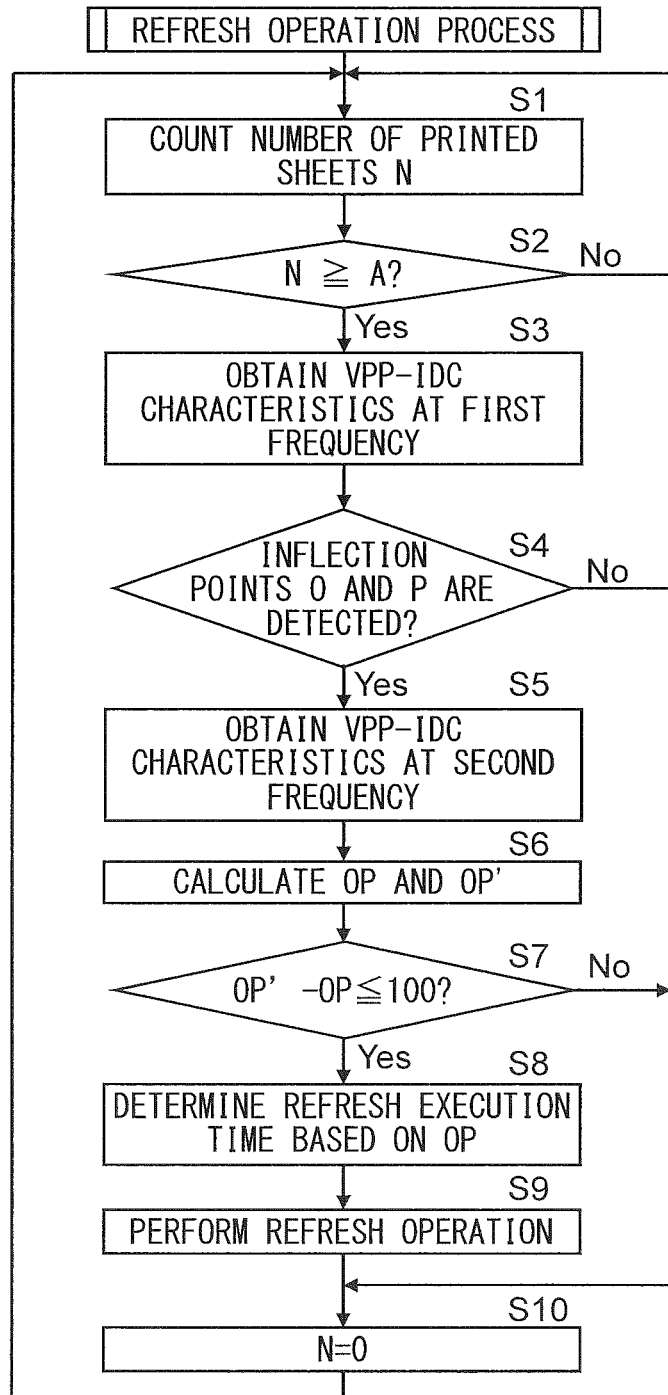 REFRESH OPERATION PROCESS
S1
COUNT NUMBER OF PRINTED
SHEETS N
S2
N ≧ A?
No
Yes
S3
OBTAIN VPP-IDC
CHARACTERISTICS AT FIRST
FREQUENCY
S4
INFLECTION
POINTS O AND P ARE
DETECTED?
No
Yes
S5
OBTAIN VPP-IDC
CHARACTERISTICS AT SECOND
FREQUENCY
S6
CALCULATE OP AND OP'
S7
OP' -OP≦100?
No
Yes
S8
DETERMINE REFRESH EXECUTION
TIME BASED ON OP
S9
PERFORM REFRESH OPERATION
S10
N=0